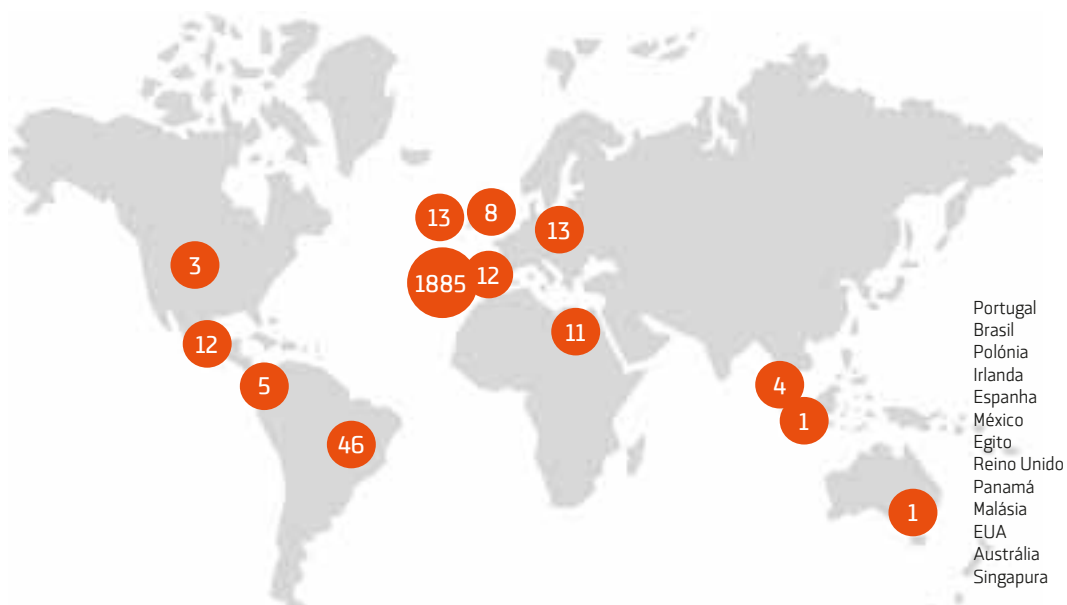 13
8
13
3
1885
12
11
12
5
4
1
46
1
Portugal
Brasil
Polónia
Irlanda
Espanha
México
Egito
Reino Unido
Panamá
Malásia
EUA
Austrália
Singapura